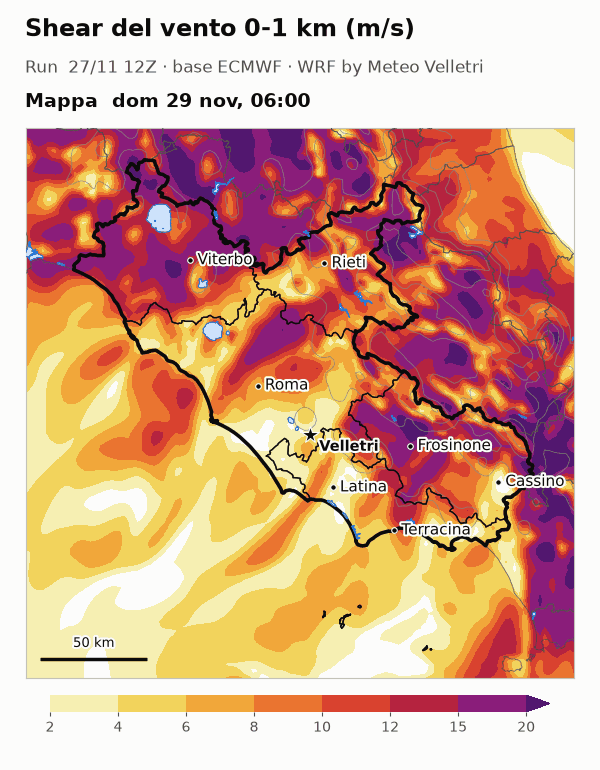 Shear del vento 0-1 km (m/s)
Run  27/11 12Z · base ECMWF · WRF by Meteo Velletri
Mappa  dom 29 nov, 06:00
Viterbo
Rieti
Roma
Velletri
Frosinone
Latina
Cassino
Terracina
50 km
2 4 6 8 10 12 15 20